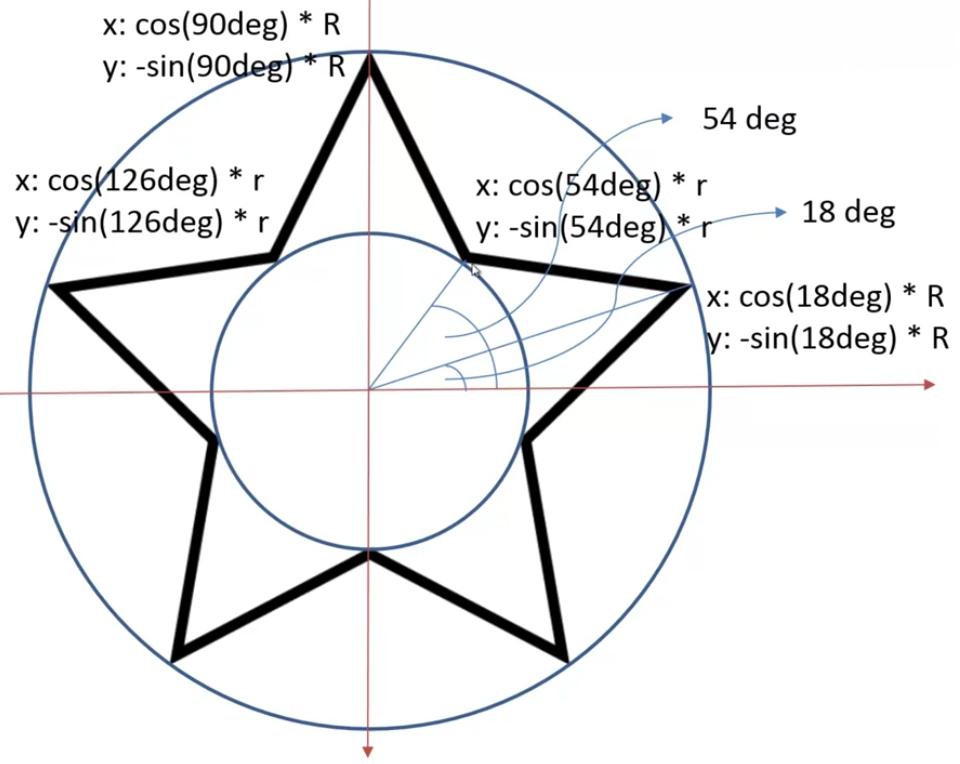 x: cos(90deg) * R
y: -sin(90deg) * R
54 deg
x: cos(126deg) * r
y: -sin(126deg) * r
x: cos(54deg) * r
y: -sin(54deg) * r
18 deg
x: cos(18deg) * R
y: -sin(18deg) * R